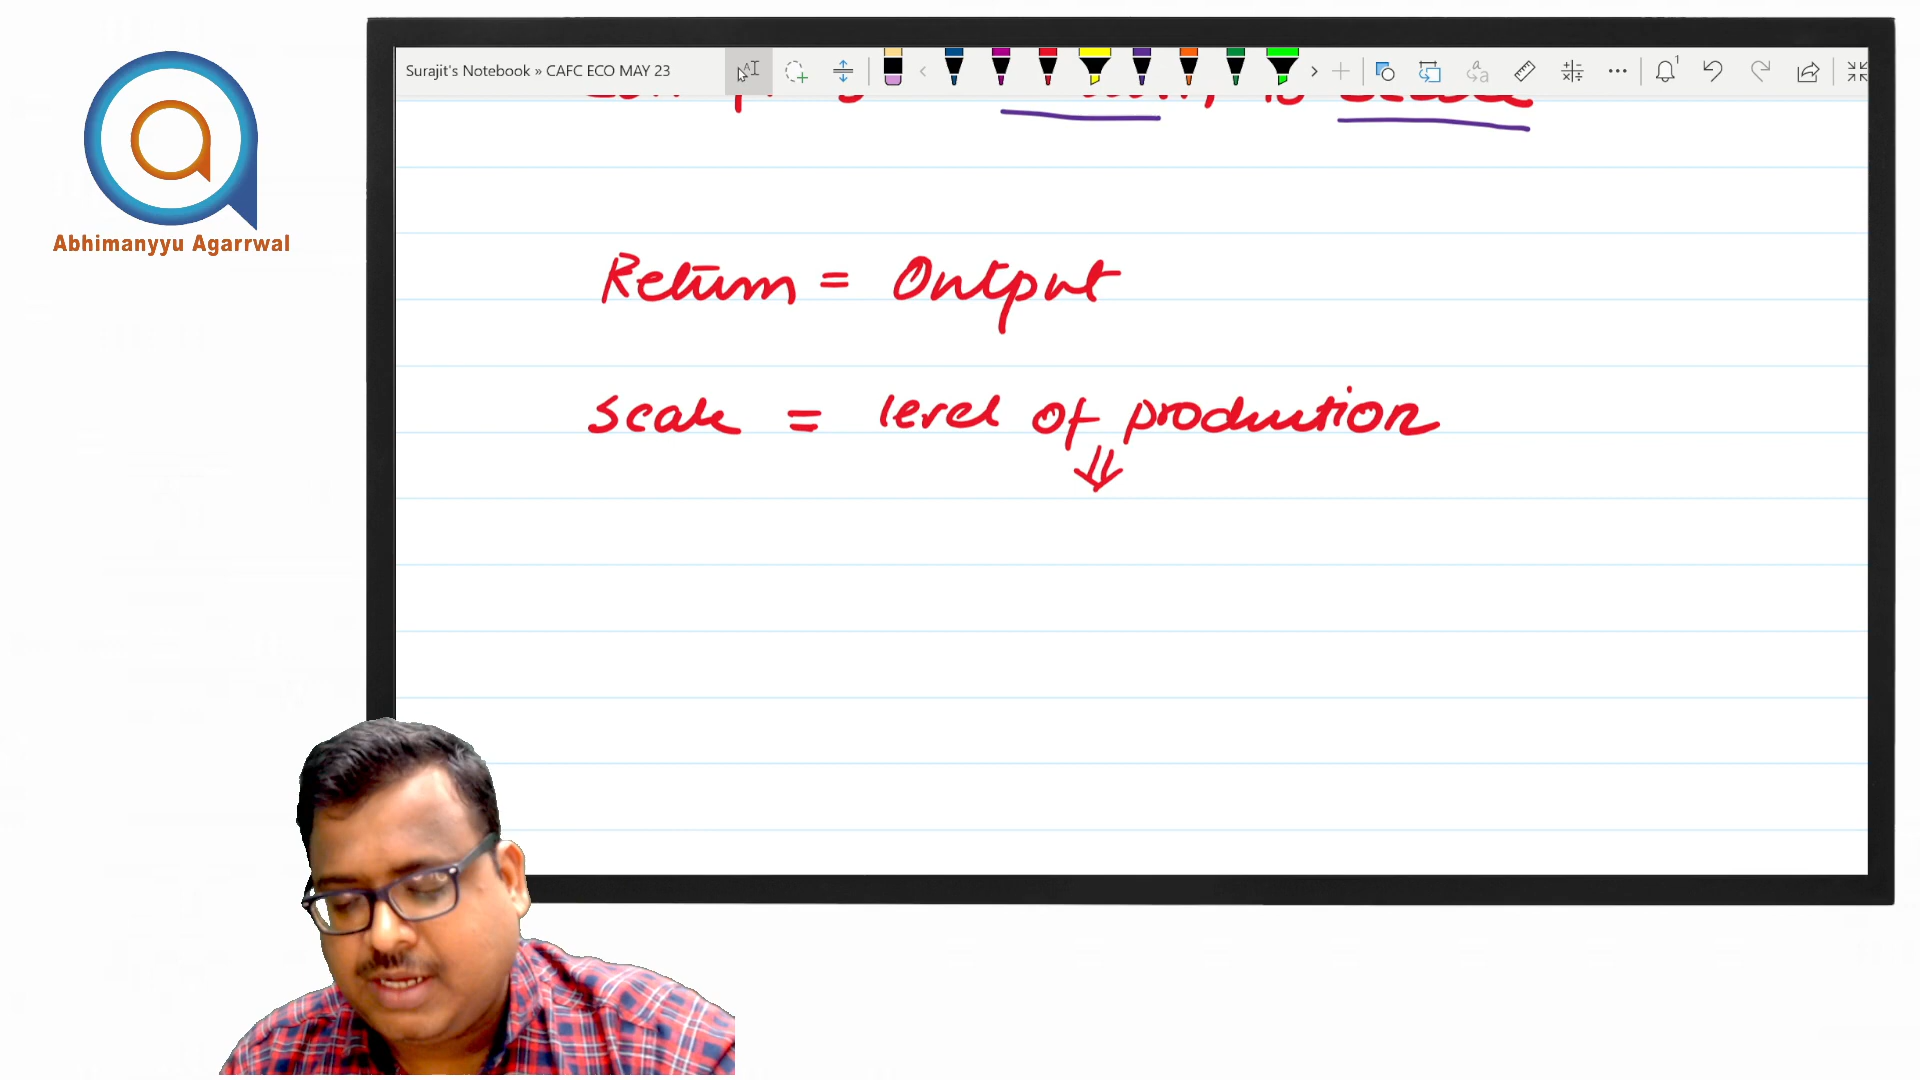 Surajit's Notebook » CAFC ECO MAY 23
Abhimanyyu Agarrwal
Return = Output
Scale = level of production